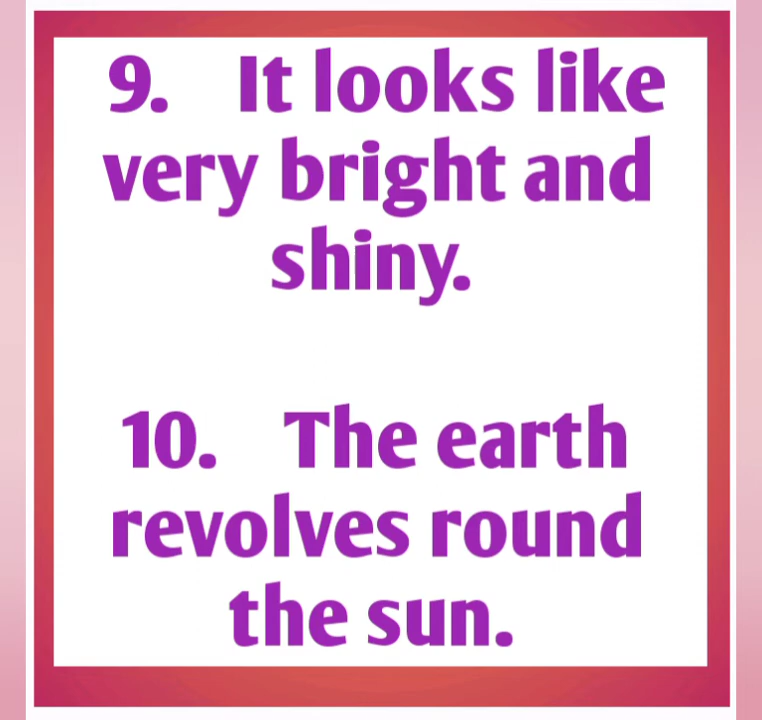 9. It looks like
very bright and
shiny.
10. The earth
revolves round
the sun.